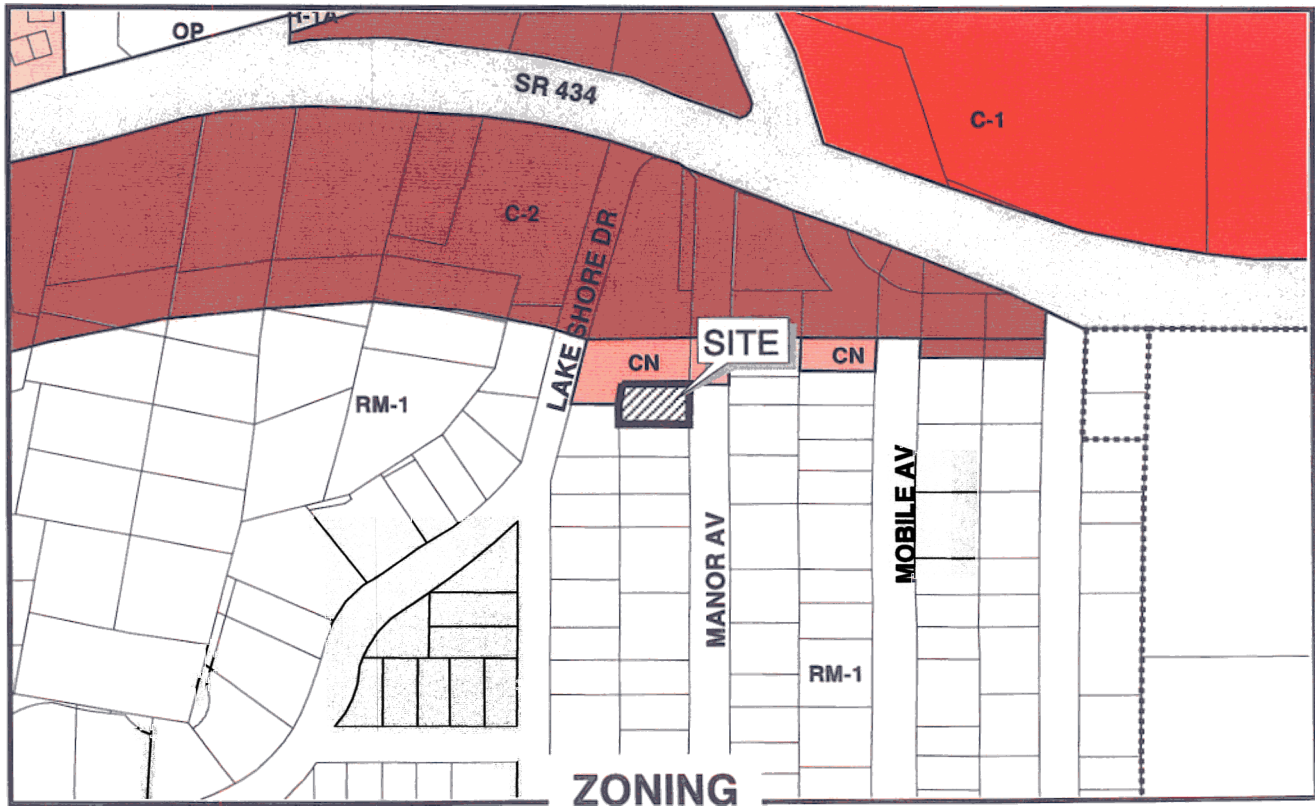 R-1A
OP
SR 434
C-1
C-2
LAKE SHORE DR
SITE
CN
CN
RM-1
MOBILE AV
MANOR AV
RM-1
ZONING